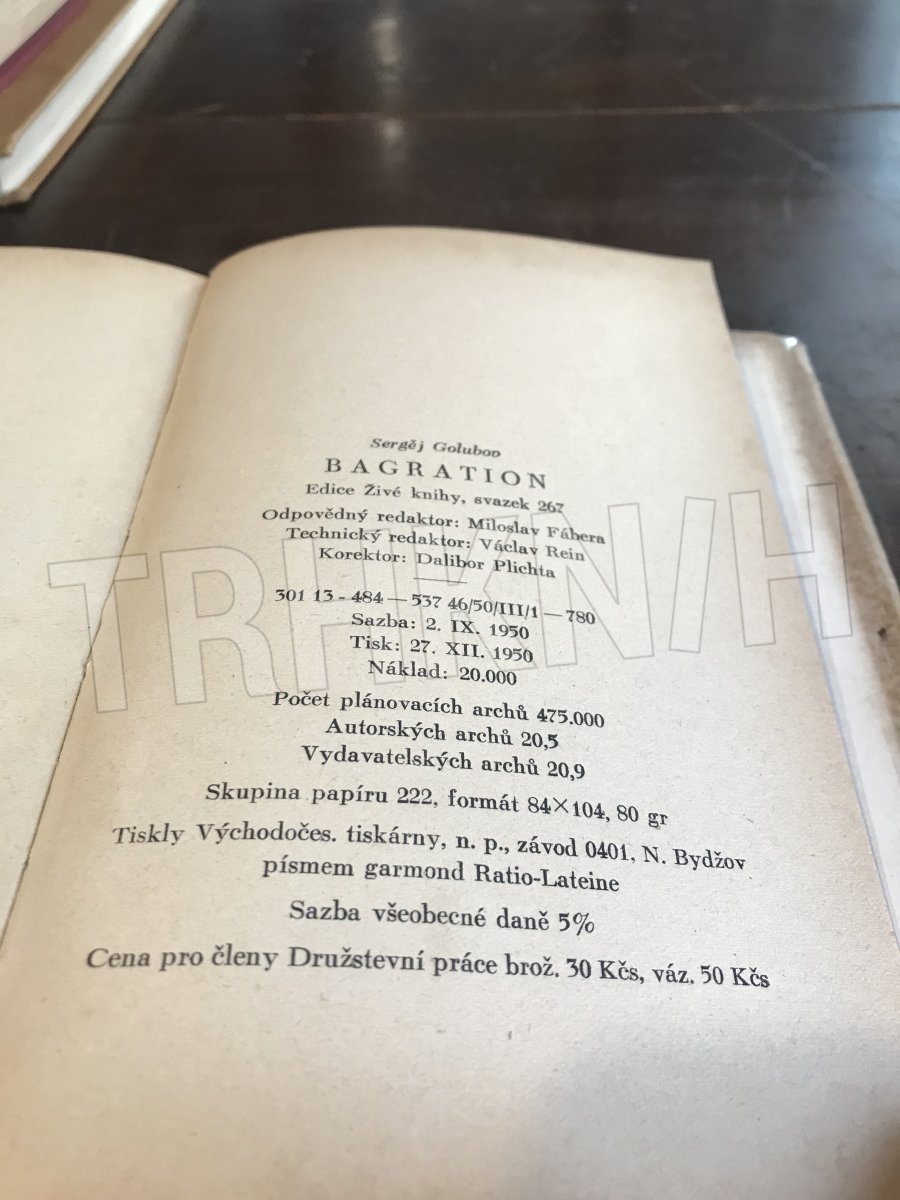 Sergěj Golubov
BAGRATION
Edice Živé knihy, svazek 267
Odpovědný redaktor: Miloslav Fábera
Technický redaktor: Václav Rein
Korektor: Dalibor Plichta
301 13 - 484 — 537 46/50/III/1 — 780
Sazba: 2. IX. 1950
Tisk: 27. XII. 1950
Náklad: 20.000
Počet plánovacích archů 475.000
Autorských archů 20,5
Vydavatelských archů 20,9
Skupina papíru 222, formát 84×104, 80 gr
Tiskly Východočes. tiskárny, n. p., závod 0401, N. Bydžov
písmem garmond Ratio-Lateine
Sazba všeobecné daně 5%
Cena pro členy Družstevní práce brož. 30 Kčs, váz. 50 Kčs
TRHKNIH